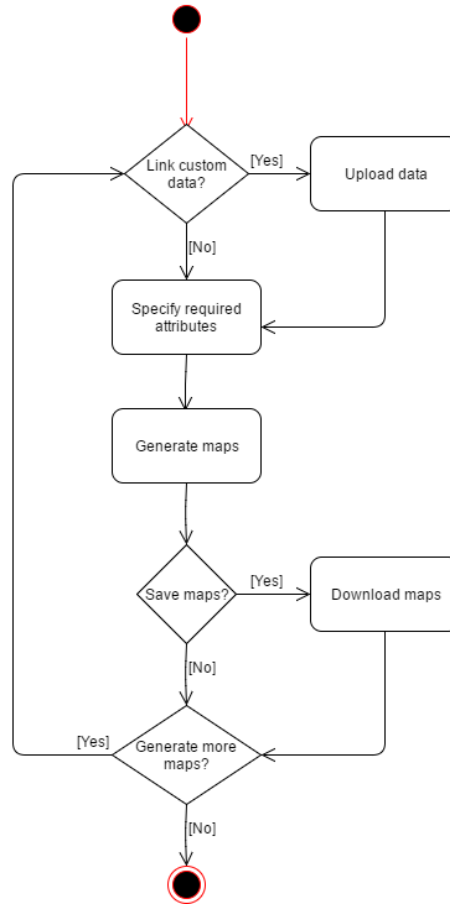 Link custom
data?
[Yes]
Upload data
[No]
Specify required
attributes
Generate maps
Save maps?
[Yes]
Download maps
[No]
[Yes]
Generate more
maps?
[No]